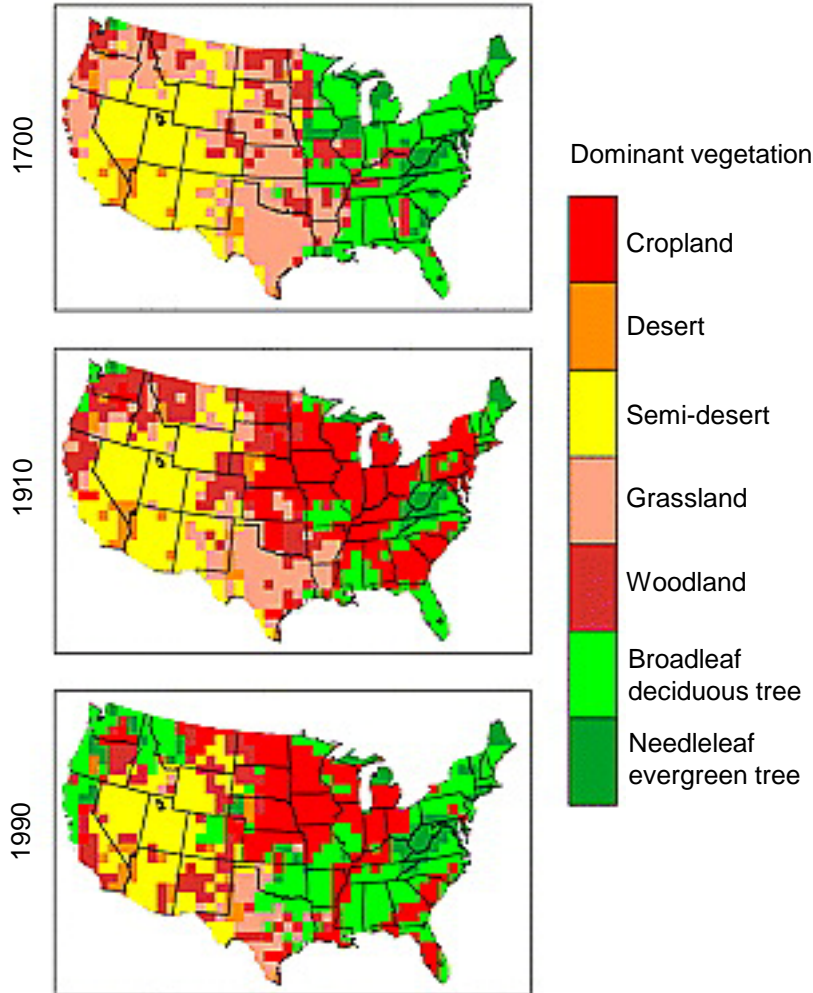 1700
1910
1990
Dominant vegetation
Cropland
Desert
Semi-desert
Grassland
Woodland
Broadleaf
deciduous tree
Needleleaf
evergreen tree